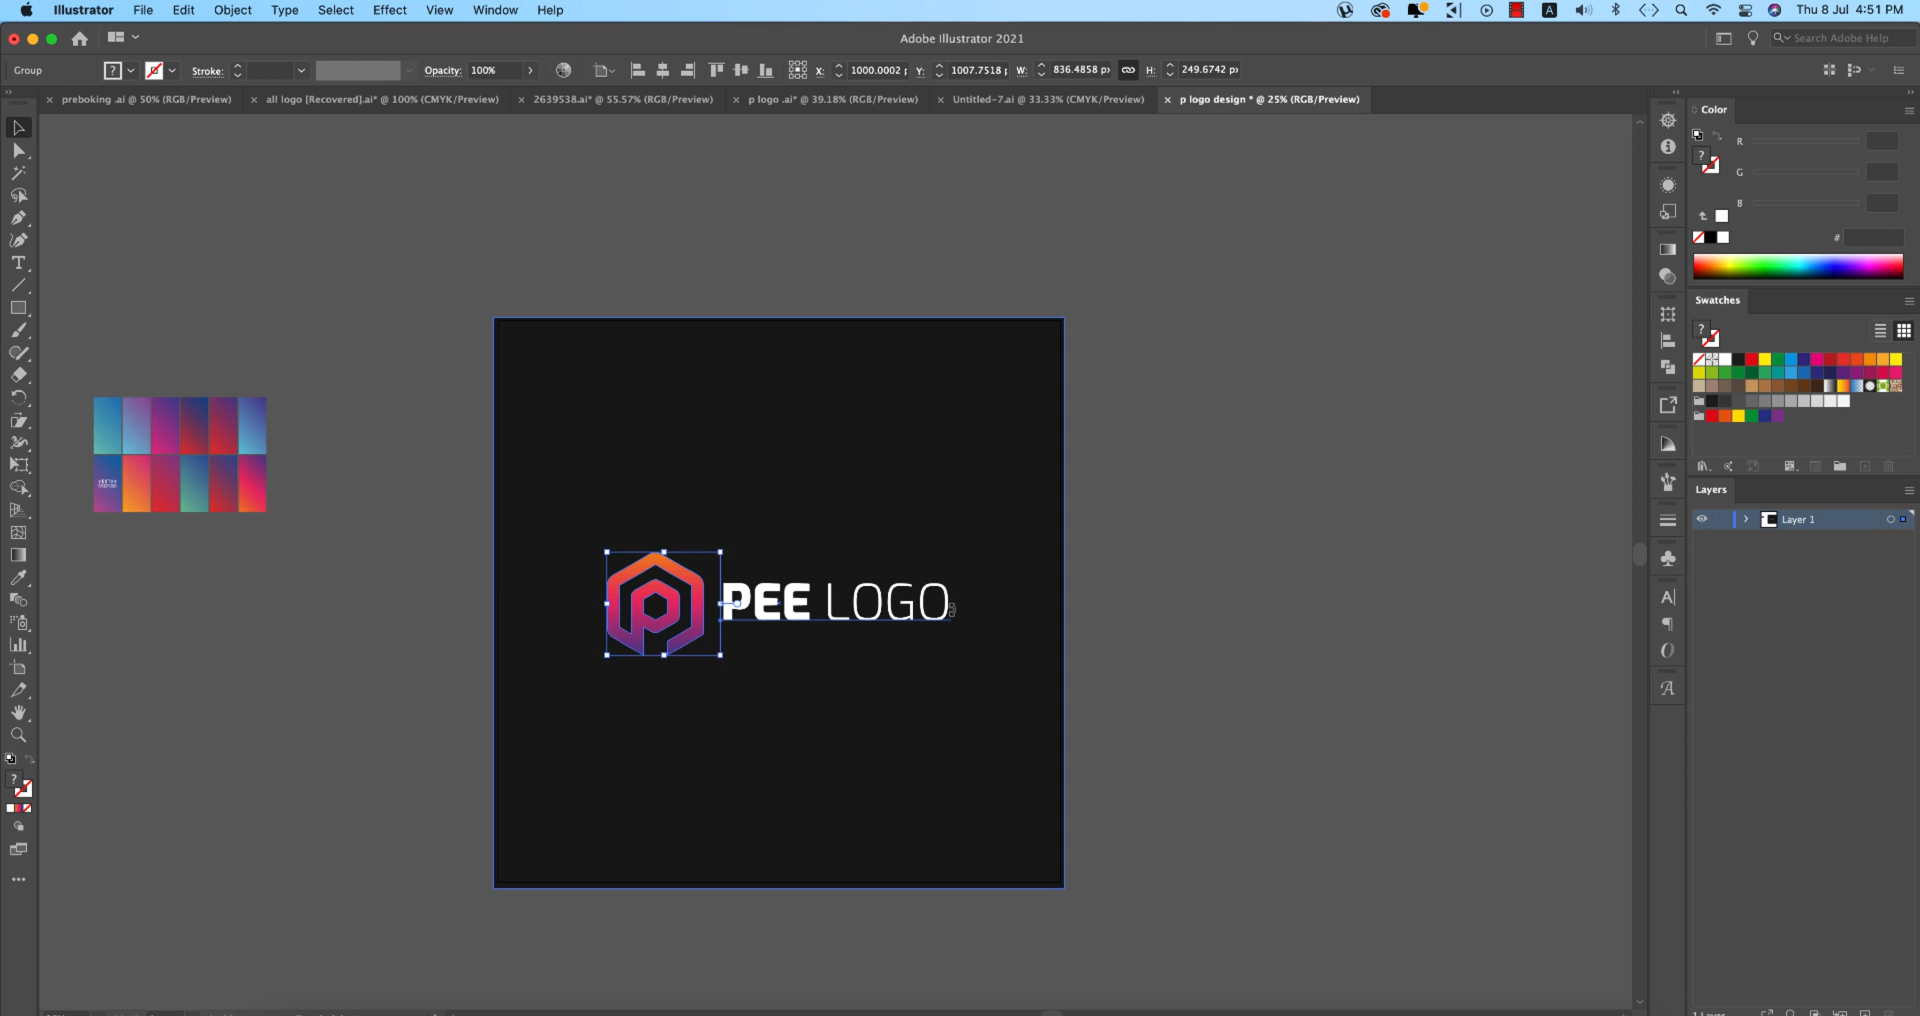 Illustrator File Edit Object Type Select Effect View Window Help Thu 8 Jul 4:51 PM
Adobe Illustrator 2021 Search Adobe Help
Group Stroke: Opacity: 100% X: 1000.0002 Y: 1007.7518 W: 836.4858 px H: 249.6742 px
preboking .ai @ 50% (RGB/Preview) all logo [Recovered].ai* @ 100% (CMYK/Preview) 2639538.ai* @ 55.57% (RGB/Preview) p logo .ai* @ 39.18% (RGB/Preview) Untitled-7.ai @ 33.33% (CMYK/Preview) p logo design * @ 25% (RGB/Preview)
Color
R
G
B
#
Swatches
Layers
Layer 1
PEE LOGO